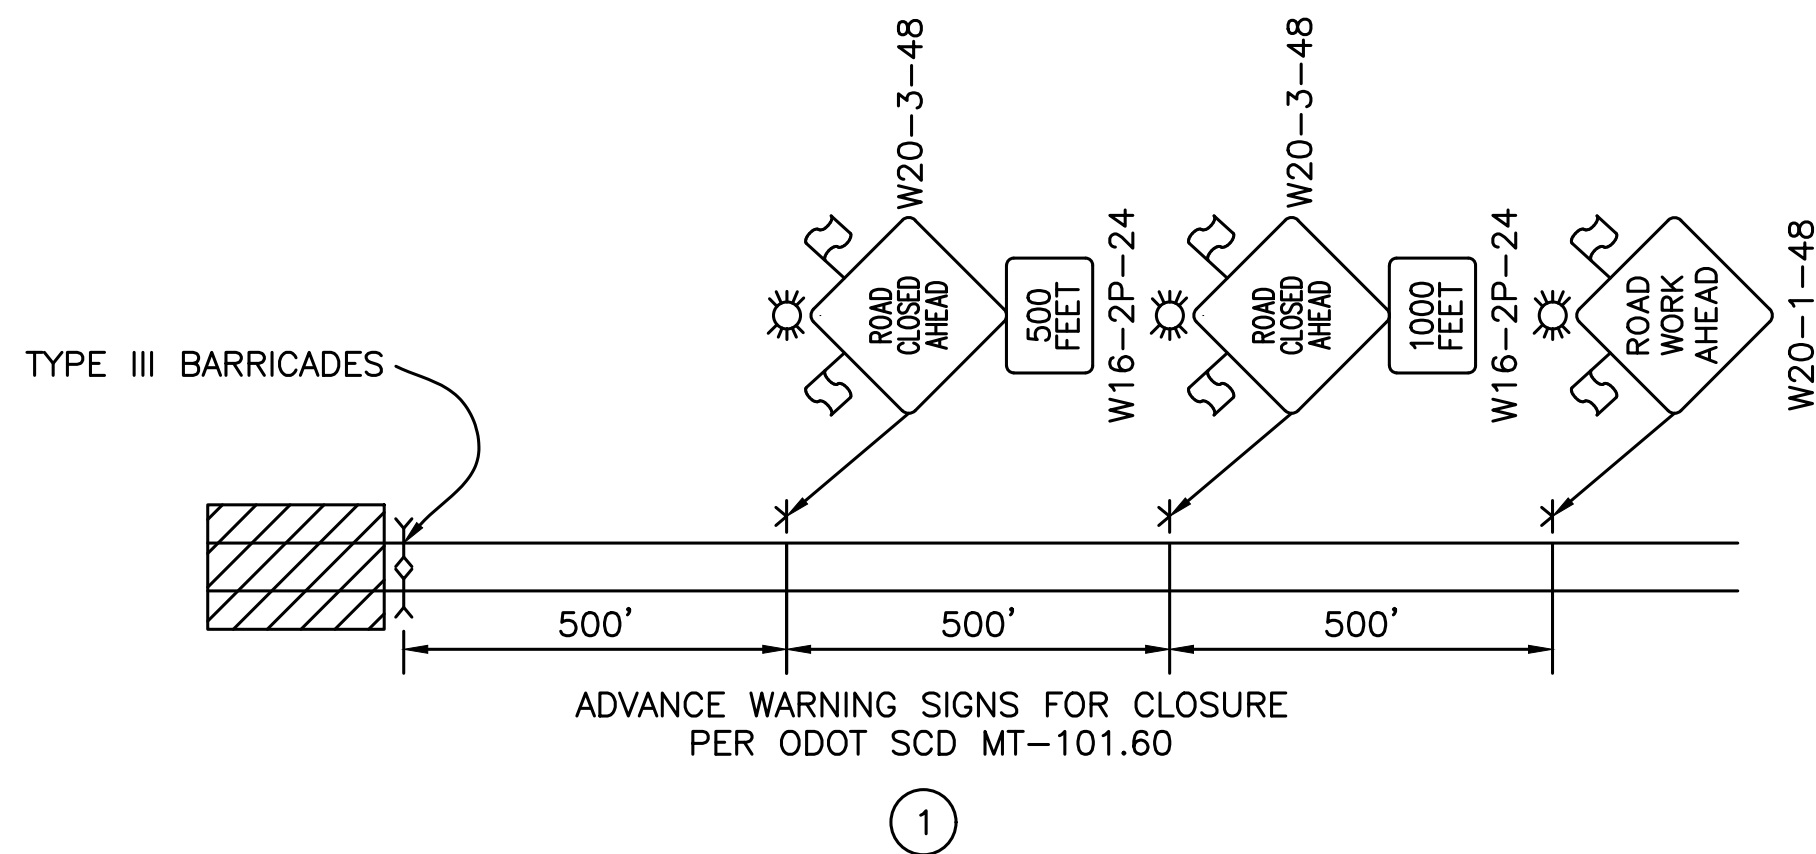 W20-3-48
W20-3-48
ROAD
CLOSED
AHEAD
500
FEET
W16-2P-24
ROAD
CLOSED
AHEAD
1000
FEET
W16-2P-24
ROAD
WORK
AHEAD
W20-1-48
TYPE III BARRICADES
500'
500'
500'
ADVANCE WARNING SIGNS FOR CLOSURE
PER ODOT SCD MT-101.60
1